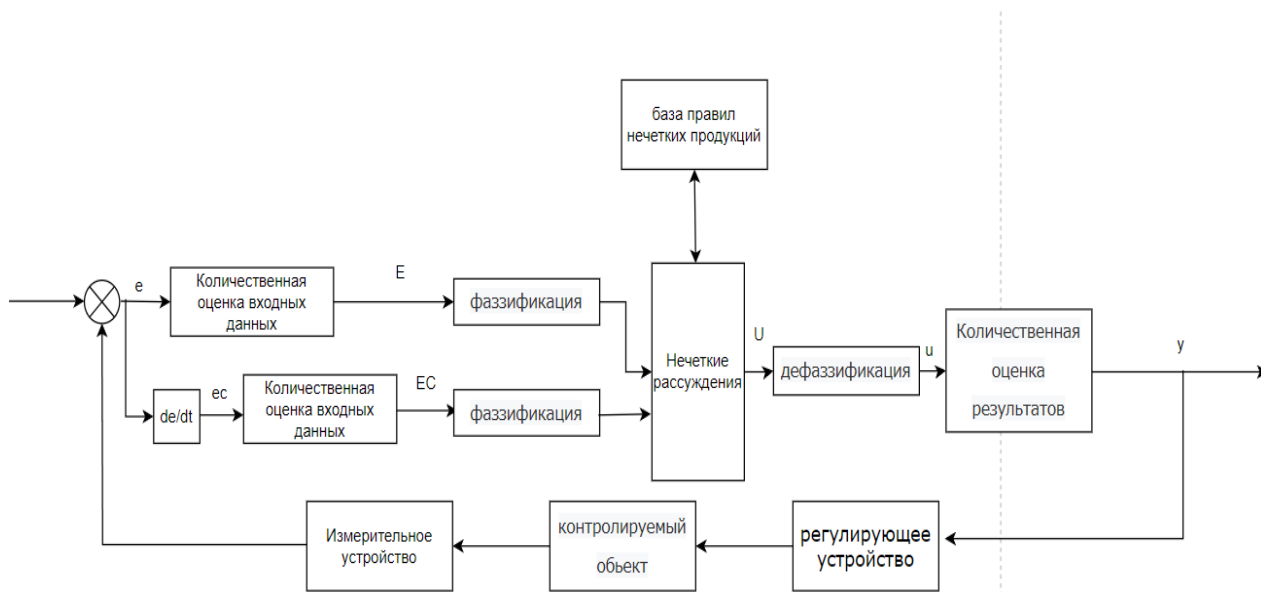 база правил
нечетких продукций
e
Количественная
оценка входных
данных
E
фаззификация
de/dt
ec
Количественная
оценка входных
данных
EC
фаззификация
Нечеткие
рассуждения
U
дефаззификация
u
Количественная
оценка
результатов
y
Измерительное
устройство
контролируемый
обьект
регулирующее
устройство